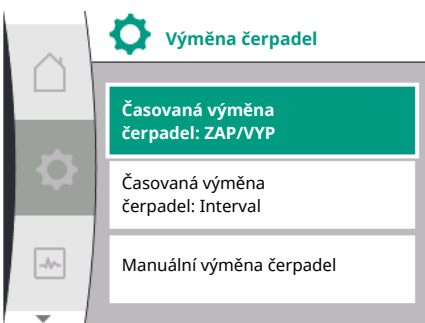 Výměna čerpadel
Časovaná výměna
čerpadel: ZAP/VYP
Časovaná výměna
čerpadel: Interval
Manuální výměna čerpadel